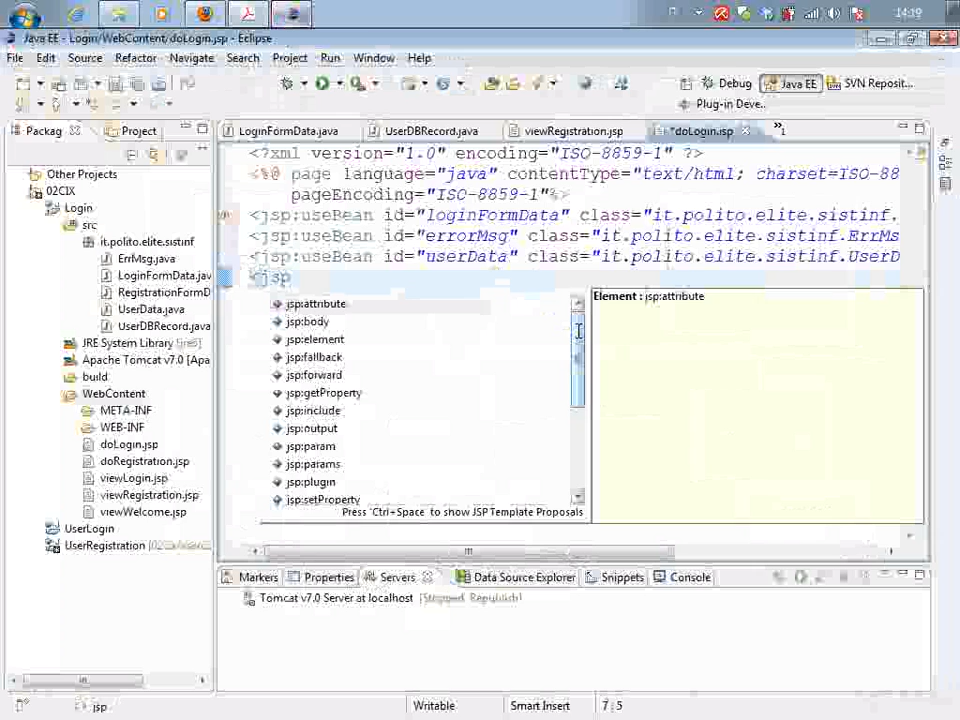 14:19
Java EE - Login/WebContent/doLogin.jsp - Eclipse
File Edit Source Refactor Navigate Search Project Run Window Help
Debug Java EE SVN Reposit...
Plug-in Deve..
Packag Project
LoginFormData.java UserDBRecord.java viewRegistration.jsp *doLogin.jsp »1
Other Projects
02CIX
Login
src
it.polito.elite.sistinf
ErrMsg.java
LoginFormData.jav
RegistrationFormD
UserData.java
UserDBRecord.java
JRE System Library [jre6]
Apache Tomcat v7.0 [Apa
build
WebContent
META-INF
WEB-INF
doLogin.jsp
doRegistration.jsp
viewLogin.jsp
viewRegistration.jsp
viewWelcome.jsp
UserLogin
UserRegistration
<?xml version="1.0" encoding="ISO-8859-1" ?>
<%@ page language="java" contentType="text/html; charset=ISO-88
pageEncoding="ISO-8859-1"%>
<jsp:useBean id="loginFormData" class="it.polito.elite.sistinf.
<jsp:useBean id="errorMsg" class="it.polito.elite.sistinf.ErrMs
<jsp:useBean id="userData" class="it.polito.elite.sistinf.UserD
<jsp
jsp:attribute
jsp:body
jsp:element
jsp:fallback
jsp:forward
jsp:getProperty
jsp:include
jsp:output
jsp:param
jsp:params
jsp:plugin
jsp:setProperty
Press 'Ctrl+Space' to show JSP Template Proposals
Element : jsp:attribute
Markers Properties Servers Data Source Explorer Snippets Console
Tomcat v7.0 Server at localhost [Stopped, Republish]
jsp Writable Smart Insert 7 : 5